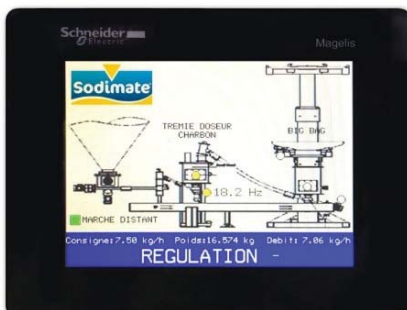 Schneider
Electric
Magelis
Sodimate
TREMIE DOSEUR
CHARBON
BIG BAG
18.2 Hz
MARCHE DISTANT
Consigne:7.50 kg/h Poids:16.574 kg Debit: 7.06 kg/h
REGULATION -